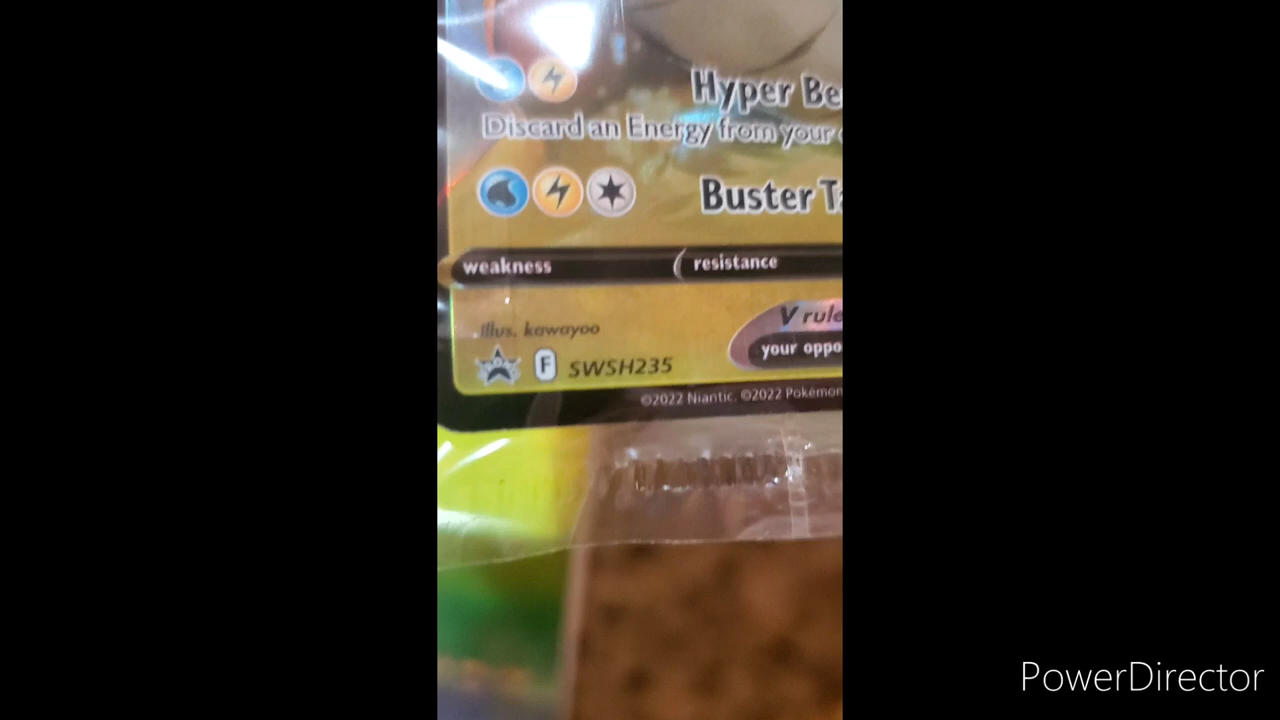 Hyper Be
Discard an Energy from your
Buster Ta
weakness
resistance
Illus. kawayoo
V rule
your oppo
F SWSH235
©2022 Niantic. ©2022 Pokémon
PowerDirector